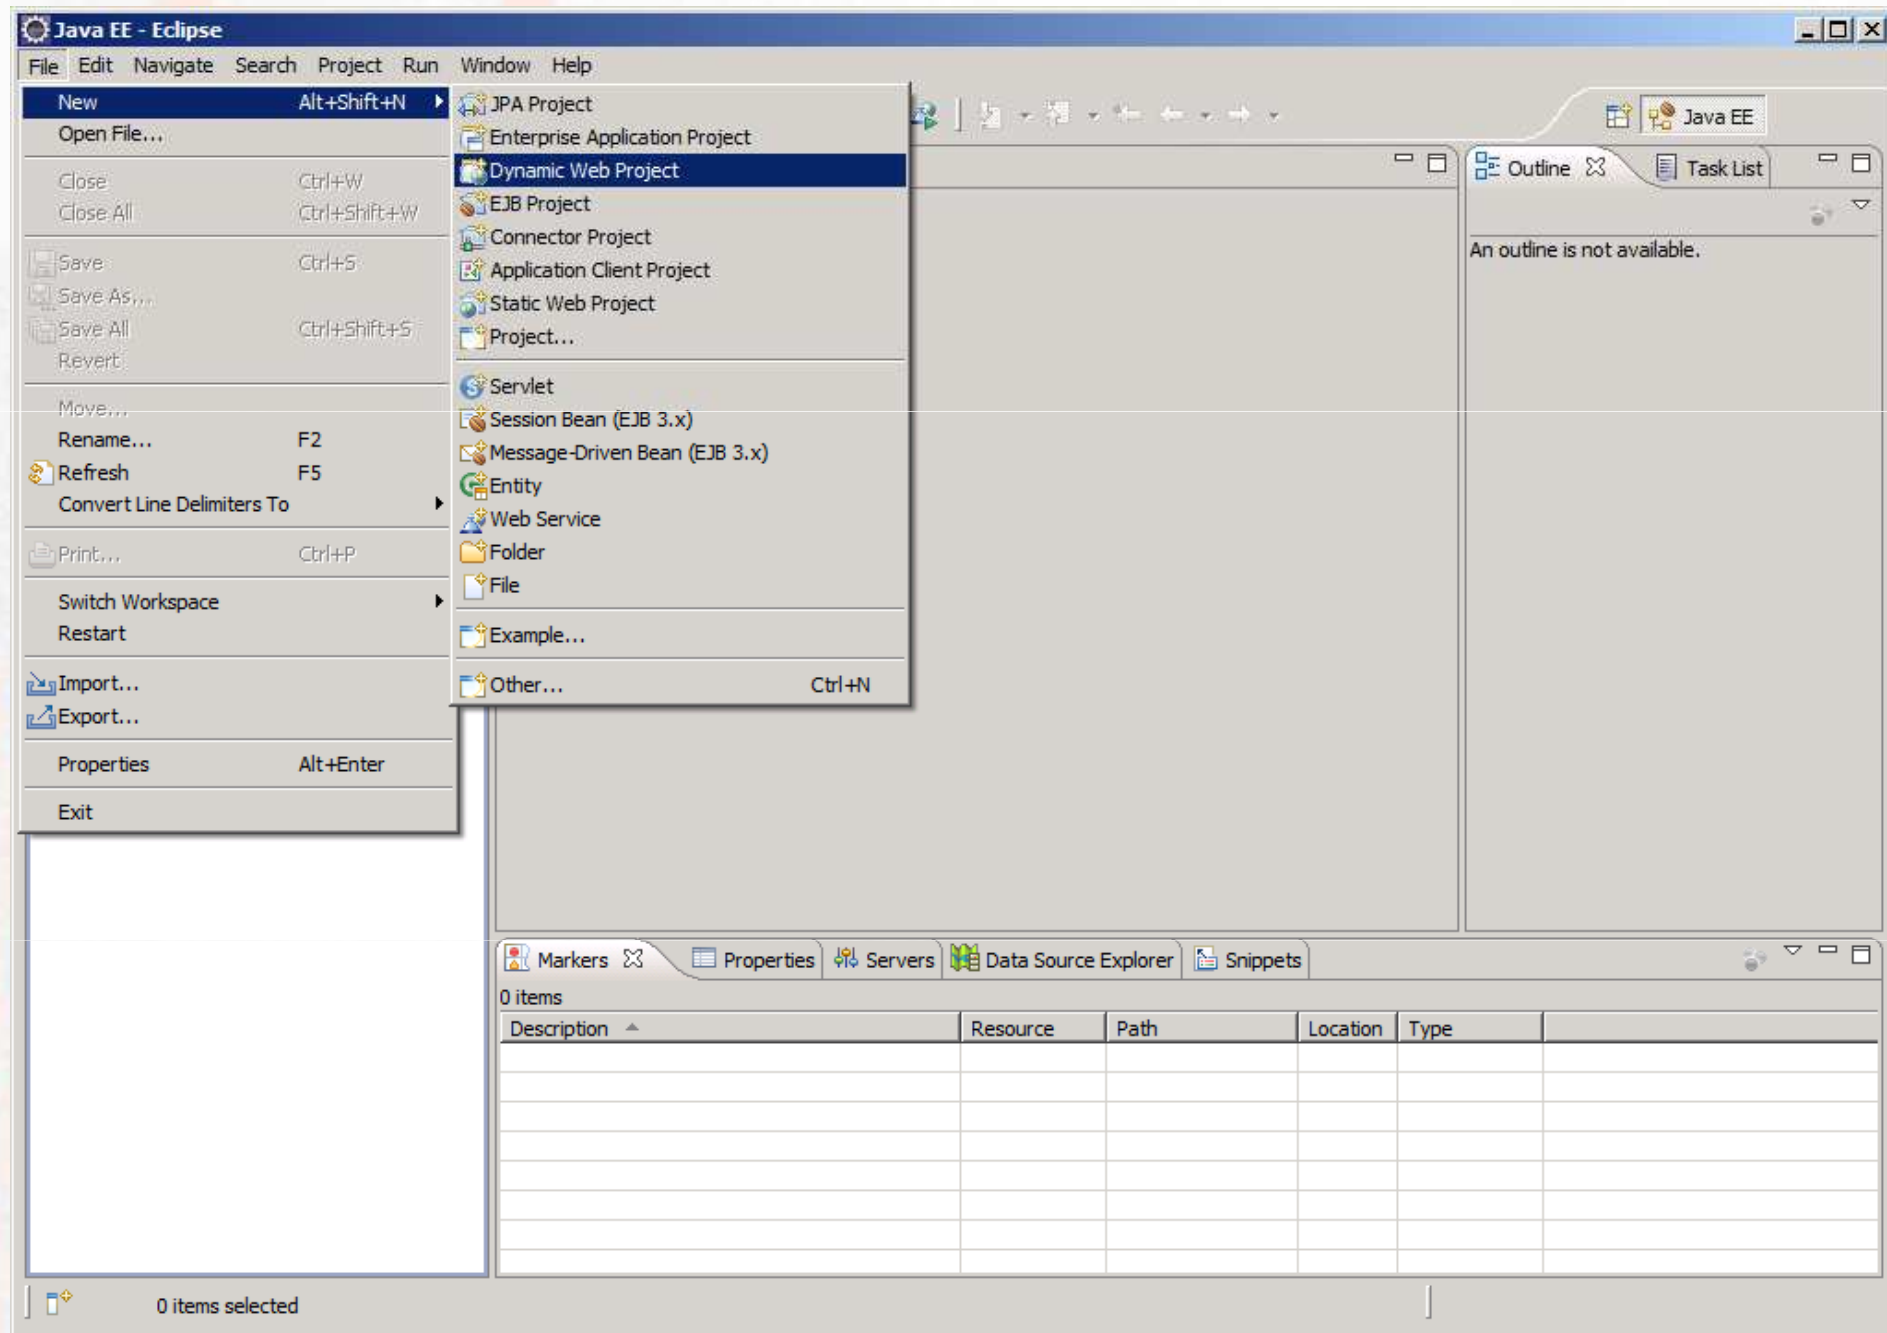 Java EE - Eclipse
File Edit Navigate Search Project Run Window Help
New Alt+Shift+N
Open File...
Close Ctrl+W
Close All Ctrl+Shift+W
Save Ctrl+S
Save As...
Save All Ctrl+Shift+S
Revert
Move...
Rename... F2
Refresh F5
Convert Line Delimiters To
Print... Ctrl+P
Switch Workspace
Restart
Import...
Export...
Properties Alt+Enter
Exit
JPA Project
Enterprise Application Project
Dynamic Web Project
EJB Project
Connector Project
Application Client Project
Static Web Project
Project...
Servlet
Session Bean (EJB 3.x)
Message-Driven Bean (EJB 3.x)
Entity
Web Service
Folder
File
Example...
Other... Ctrl+N
Java EE
Outline Task List
An outline is not available.
Markers Properties Servers Data Source Explorer Snippets
0 items
Description Resource Path Location Type
0 items selected